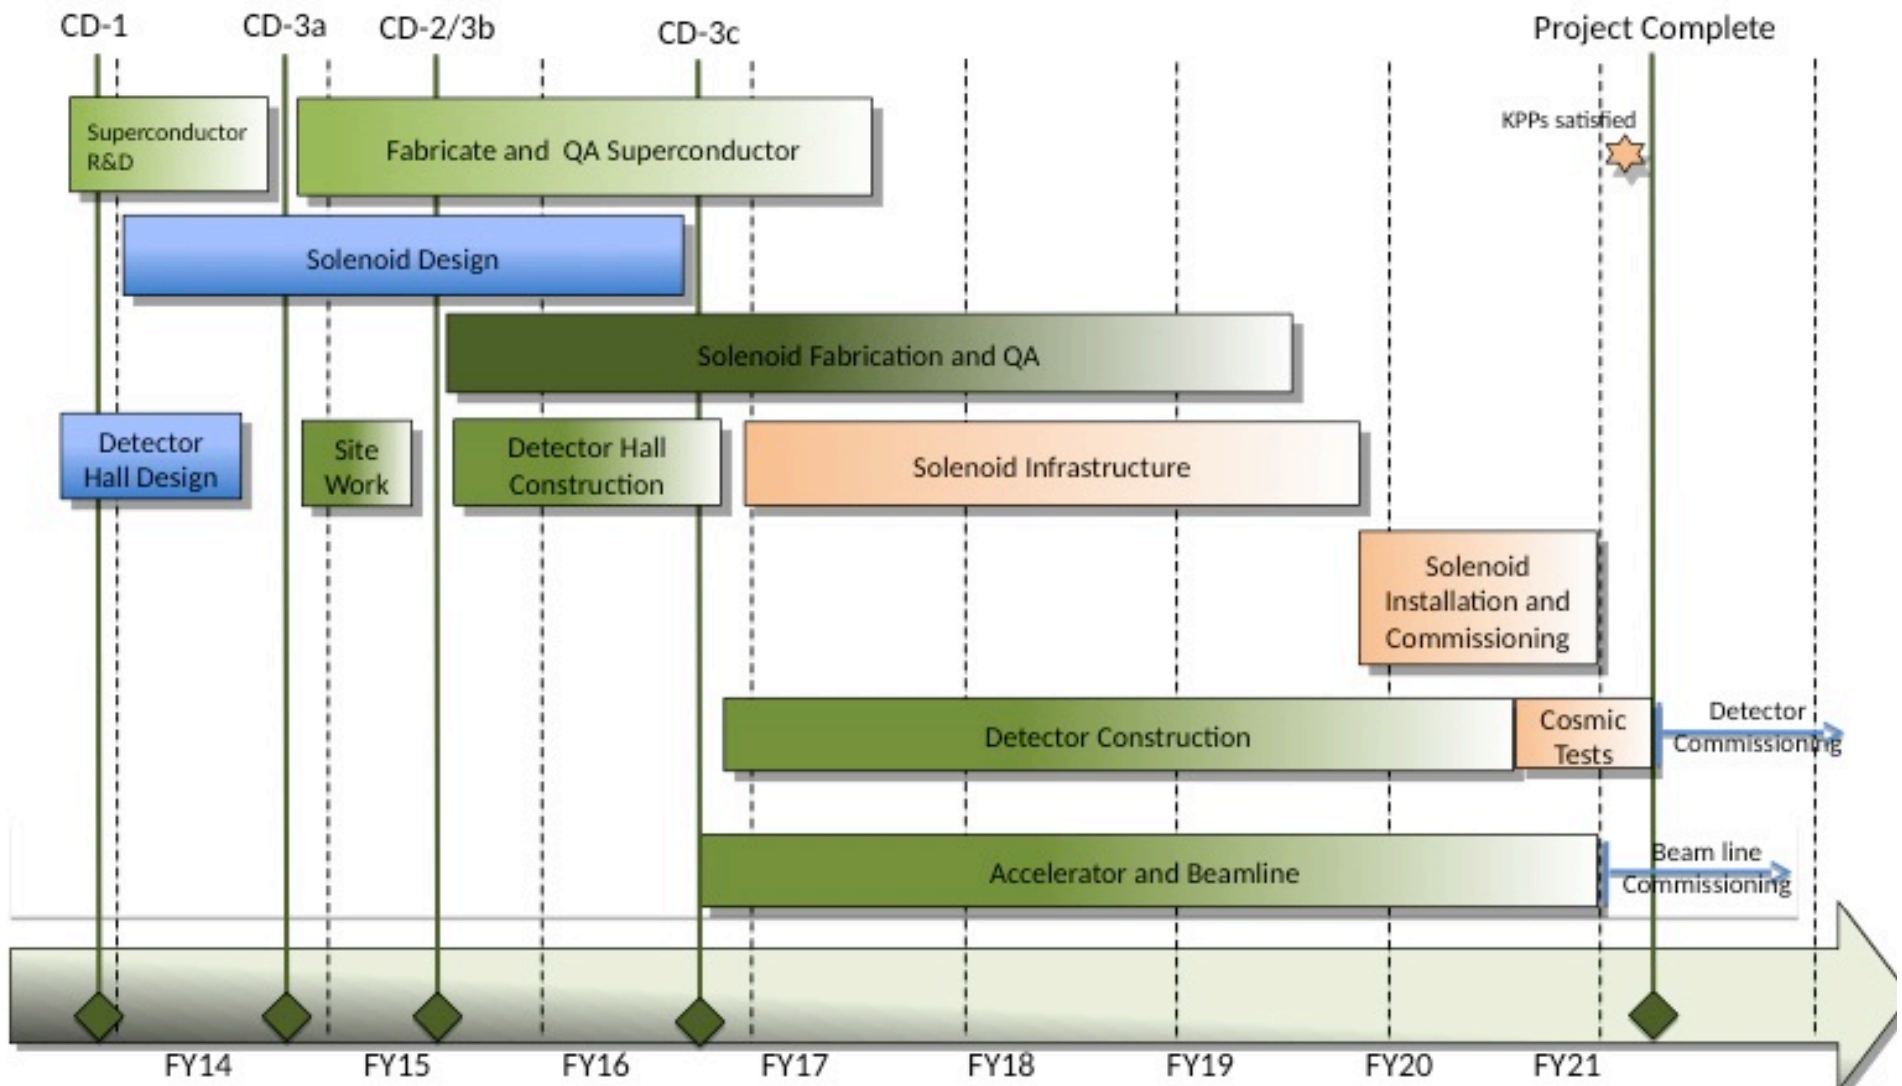 CD-1
CD-3a
CD-2/3b
CD-3c
Project Complete
KPPs satisfied
Superconductor
R&D
Fabricate and QA Superconductor
Solenoid Design
Solenoid Fabrication and QA
Detector
Hall Design
Site
Work
Detector Hall
Construction
Solenoid Infrastructure
Solenoid
Installation and
Commissioning
Detector Construction
Cosmic
Tests
Detector
Commissioning
Accelerator and Beamline
Beam line
Commissioning
FY14
FY15
FY16
FY17
FY18
FY19
FY20
FY21